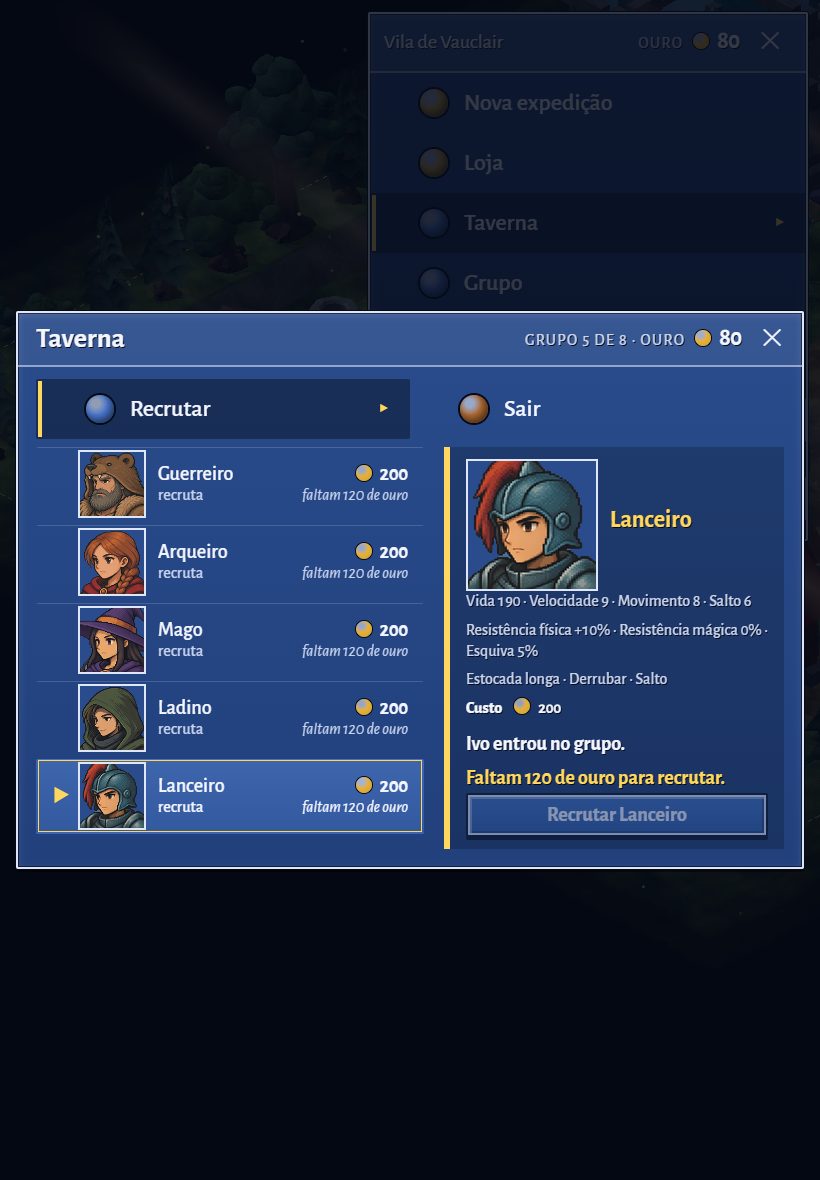 Vila de Vauclair
OURO 80
Nova expedição
Loja
Taverna
Grupo
Taverna
GRUPO 5 DE 8 · OURO 80
Recrutar
Sair
Guerreiro 200
recruta faltam 120 de ouro
Arqueiro 200
recruta faltam 120 de ouro
Mago 200
recruta faltam 120 de ouro
Ladino 200
recruta faltam 120 de ouro
Lanceiro 200
recruta faltam 120 de ouro
Lanceiro
Vida 190 · Velocidade 9 · Movimento 8 · Salto 6
Resistência física +10% · Resistência mágica 0% ·
Esquiva 5%
Estocada longa · Derrubar · Salto
Custo 200
Ivo entrou no grupo.
Faltam 120 de ouro para recrutar.
Recrutar Lanceiro